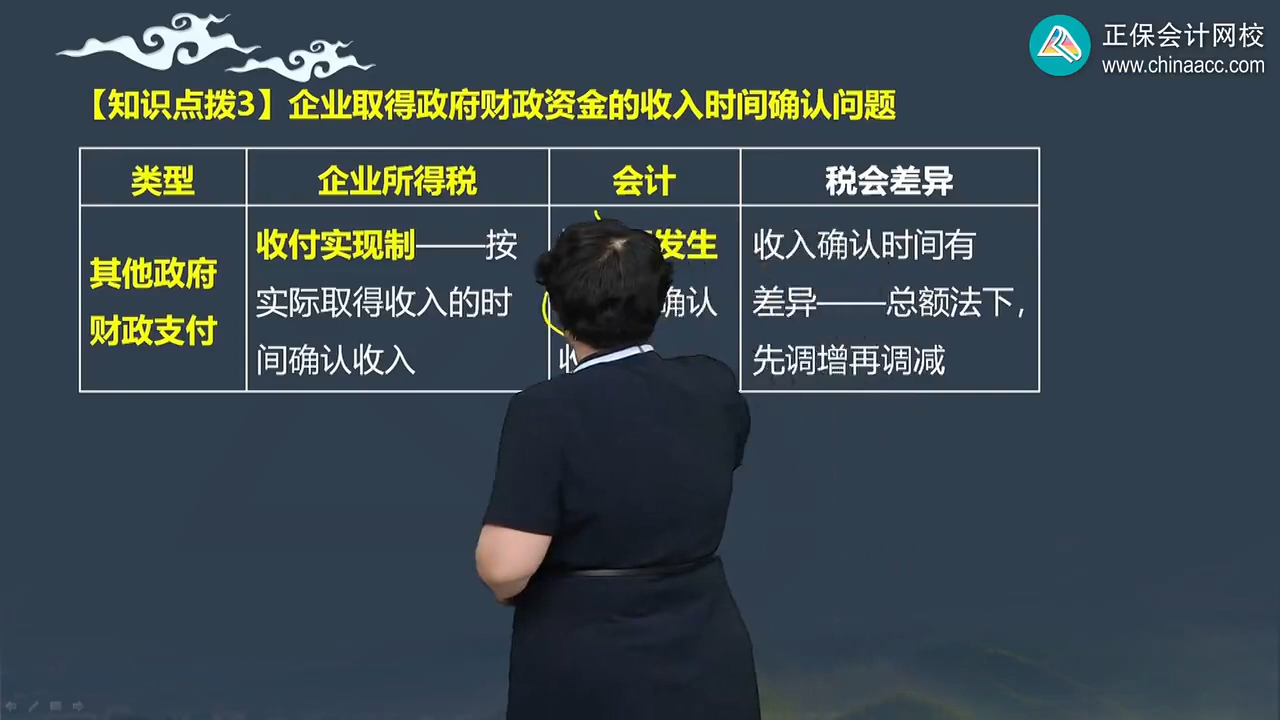 正保会计网校
www.chinaacc.com
【知识点拨3】企业取得政府财政资金的收入时间确认问题
类型
企业所得税
会计
税会差异
其他政府
财政支付
收付实现制——按
实际取得收入的时
间确认收入
发生
确认
收入确认时间有
差异——总额法下，
先调增再调减